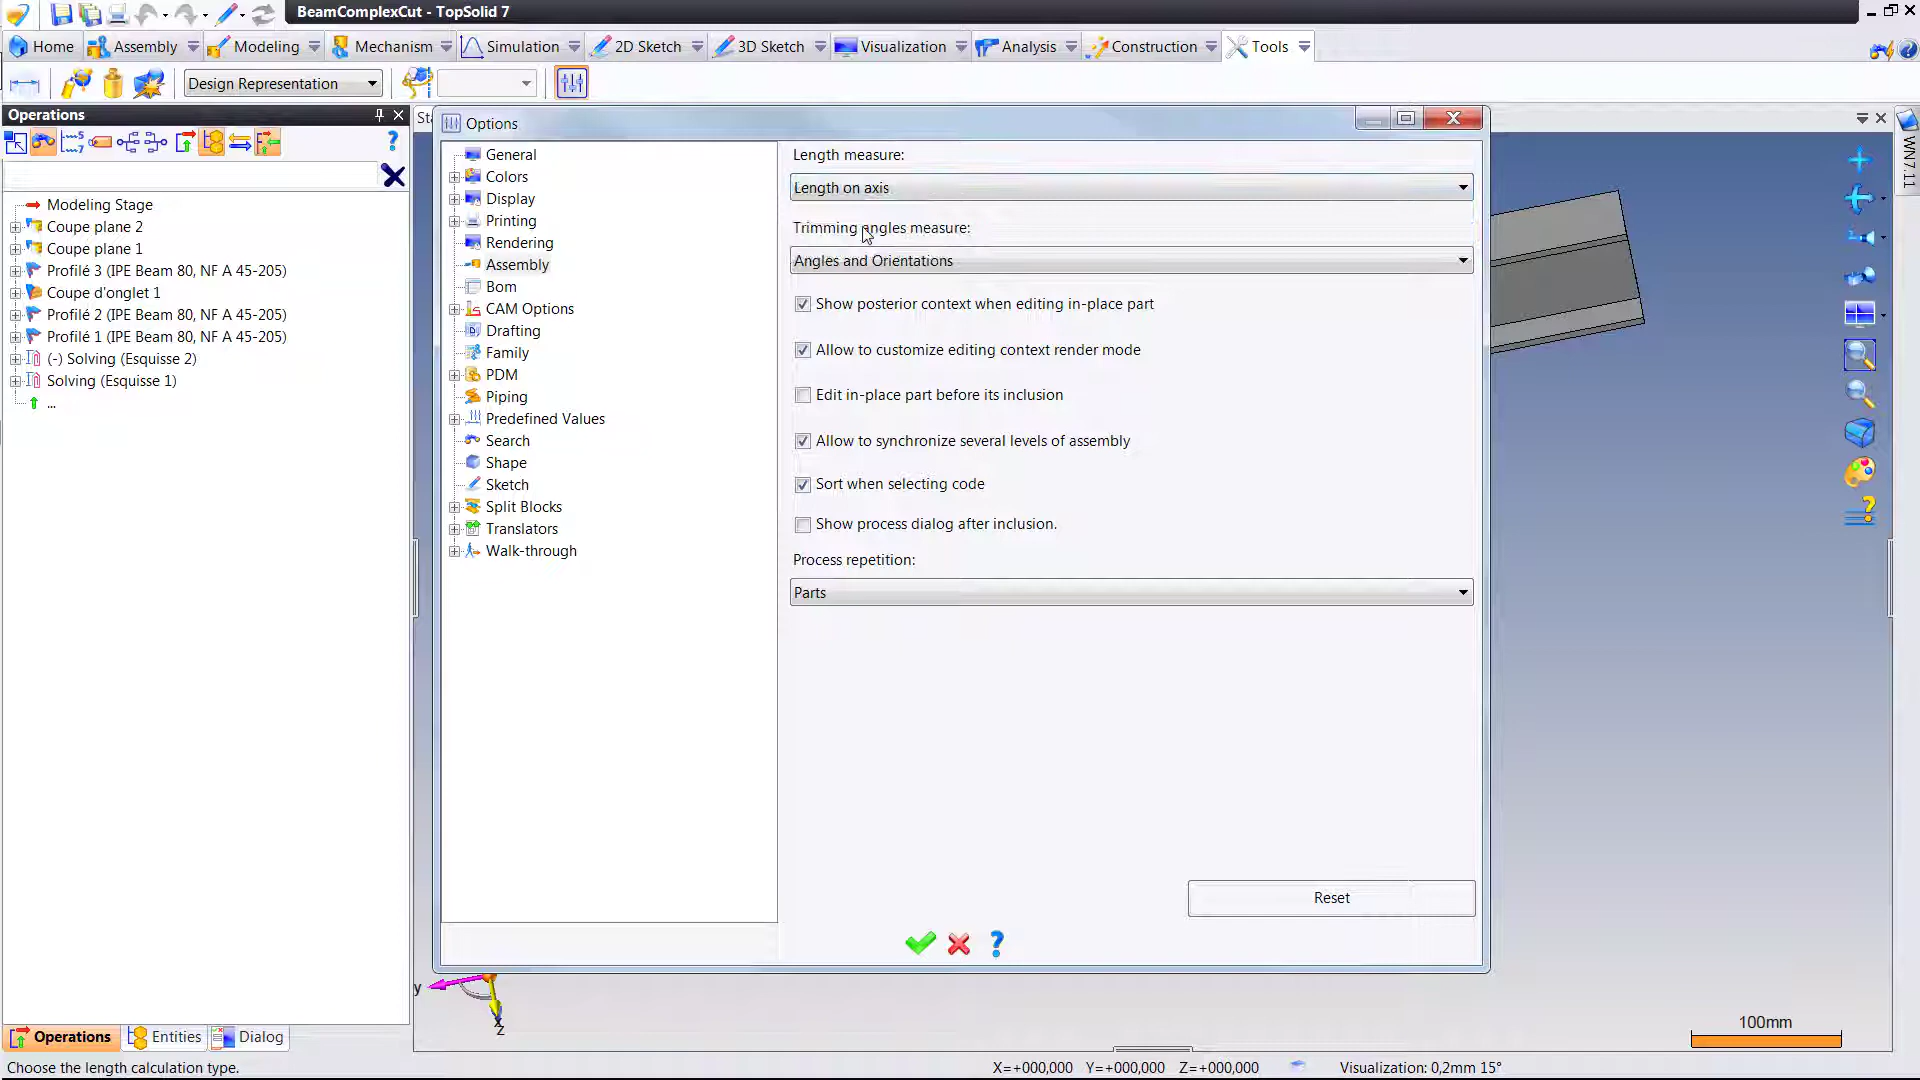 BeamComplexCut - TopSolid 7
Home
Assembly
Modeling
Mechanism
Simulation
2D Sketch
3D Sketch
Visualization
Analysis
Construction
Tools
Design Representation
Operations
Options
WN7.11
Modeling Stage
Coupe plane 2
Coupe plane 1
Profilé 3 (IPE Beam 80, NF A 45-205)
Coupe d'onglet 1
Profilé 2 (IPE Beam 80, NF A 45-205)
Profilé 1 (IPE Beam 80, NF A 45-205)
(-) Solving (Esquisse 2)
Solving (Esquisse 1)
...
General
Colors
Display
Printing
Rendering
Assembly
Bom
CAM Options
Drafting
Family
PDM
Piping
Predefined Values
Search
Shape
Sketch
Split Blocks
Translators
Walk-through
Length measure:
Length on axis
Trimming angles measure:
Angles and Orientations
Show posterior context when editing in-place part
Allow to customize editing context render mode
Edit in-place part before its inclusion
Allow to synchronize several levels of assembly
Sort when selecting code
Show process dialog after inclusion.
Process repetition:
Parts
Reset
y
z
100mm
Operations
Entities
Dialog
Choose the length calculation type.
X=+000,000 Y=+000,000 Z=+000,000
Visualization: 0,2mm 15°